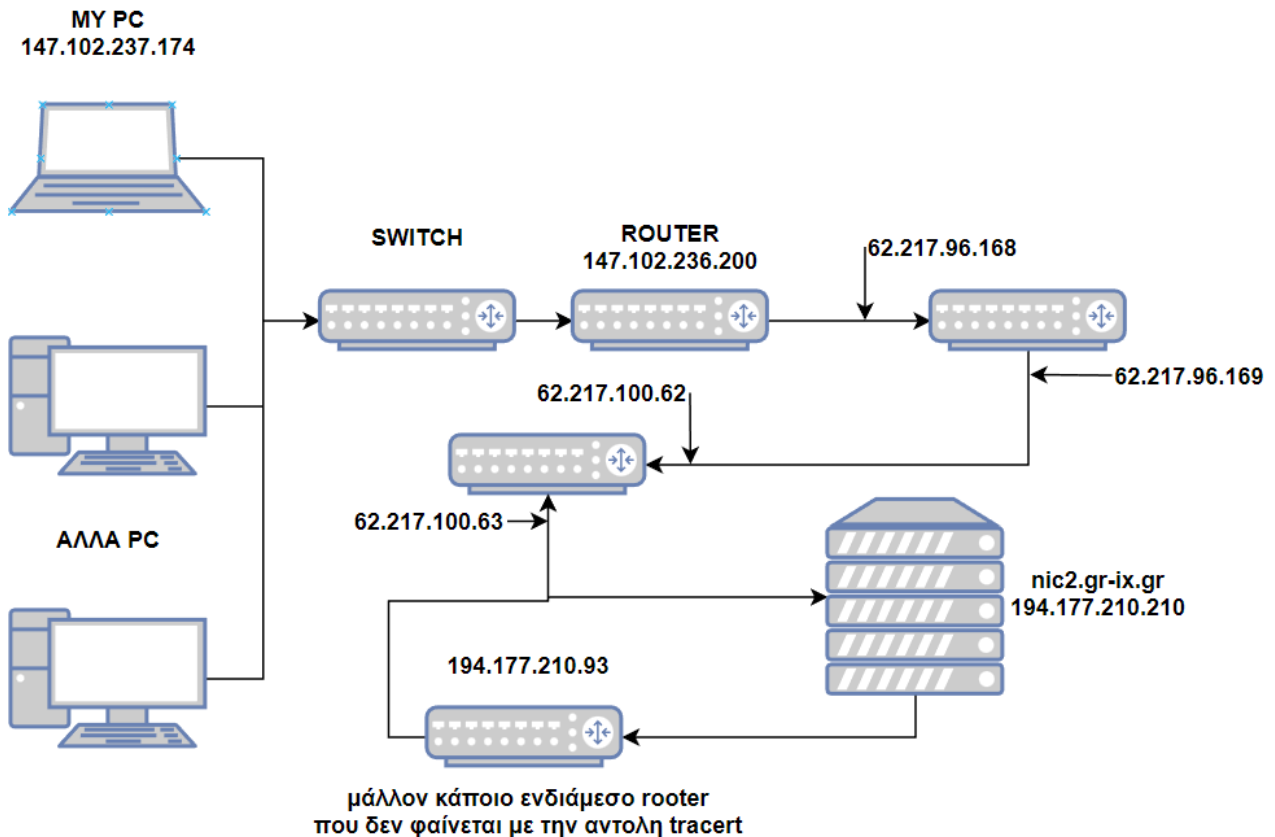 MY PC
147.102.237.174
SWITCH
ROUTER
147.102.236.200
62.217.96.168
62.217.96.169
62.217.100.62
62.217.100.63
ΑΛΛΑ PC
nic2.gr-ix.gr
194.177.210.210
194.177.210.93
μάλλον κάποιο ενδιάμεσο rooter
που δεν φαίνεται με την αντολη tracert